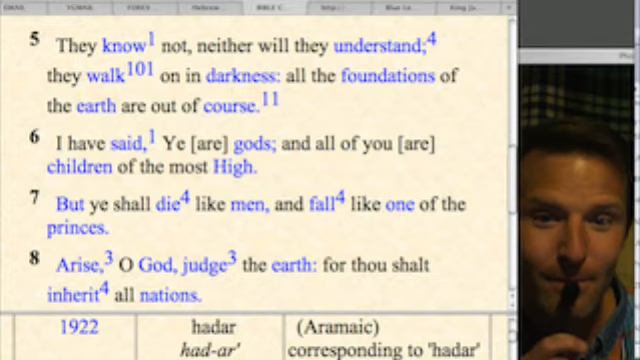 BIBLE C
http://
5 They know1 not, neither will they understand;4
they walk101 on in darkness: all the foundations of
the earth are out of course.11
6 I have said,1 Ye [are] gods; and all of you [are]
children of the most High.
7 But ye shall die4 like men, and fall4 like one of the
princes.
8 Arise,3 O God, judge3 the earth: for thou shalt
inherit4 all nations.
1922 hadar (Aramaic)
had-ar' corresponding to 'hadar'